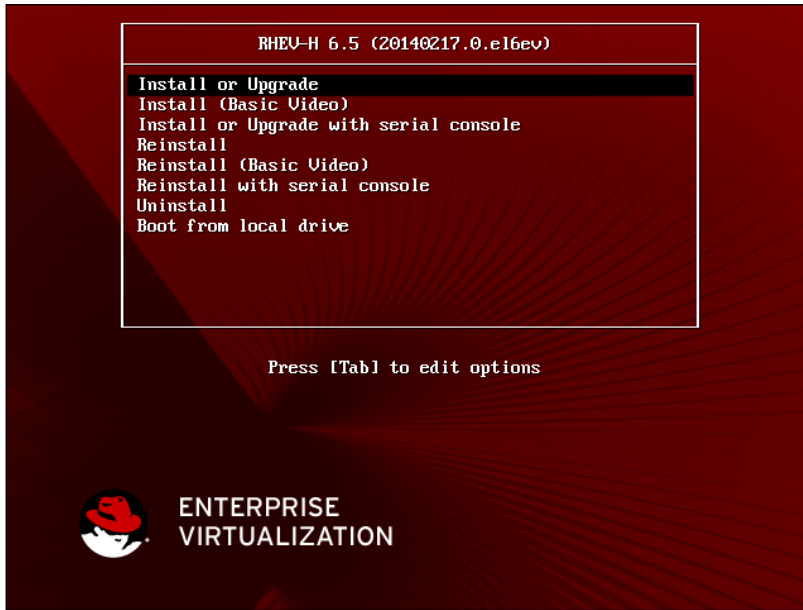 RHEV-H 6.5 (20140217.0.el6ev)
Install or Upgrade
Install (Basic Video)
Install or Upgrade with serial console
Reinstall
Reinstall (Basic Video)
Reinstall with serial console
Uninstall
Boot from local drive
Press [Tab] to edit options
ENTERPRISE
VIRTUALIZATION